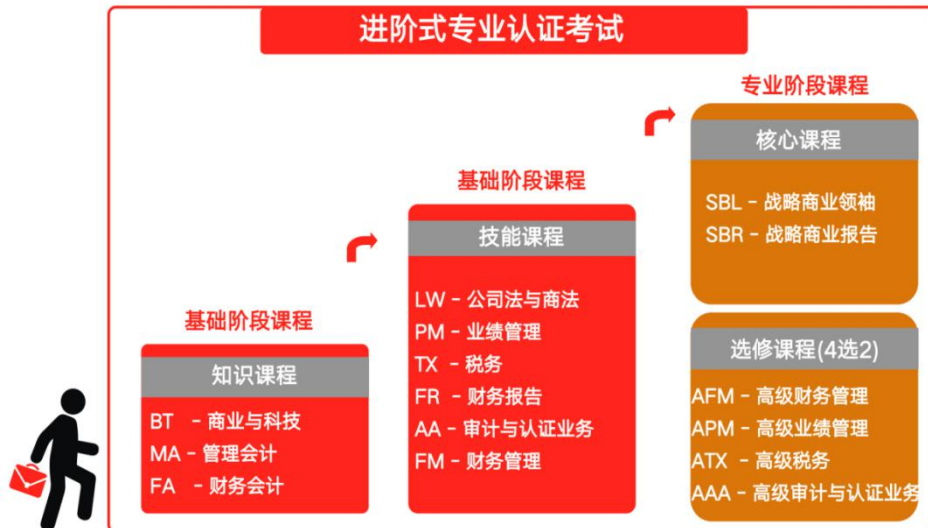 进阶式专业认证考试
基础阶段课程
知识课程
BT - 商业与科技
MA - 管理会计
FA - 财务会计
基础阶段课程
技能课程
LW - 公司法与商法
PM - 业绩管理
TX - 税务
FR - 财务报告
AA - 审计与认证业务
FM - 财务管理
专业阶段课程
核心课程
SBL - 战略商业领袖
SBR - 战略商业报告
选修课程(4选2)
AFM - 高级财务管理
APM - 高级业绩管理
ATX - 高级税务
AAA - 高级审计与认证业务